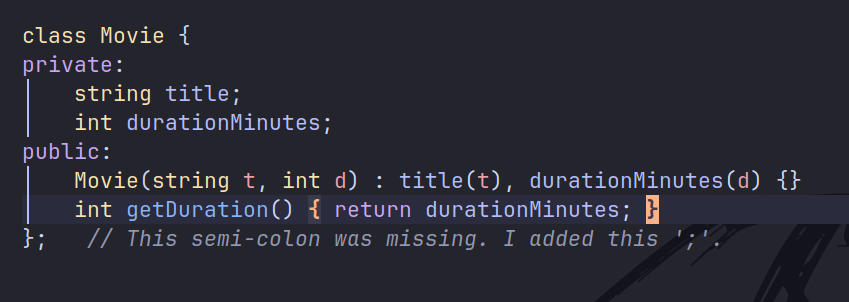 class Movie {
private:
    string title;
    int durationMinutes;
public:
    Movie(string t, int d) : title(t), durationMinutes(d) {}
    int getDuration() { return durationMinutes; }
};   // This semi-colon was missing. I added this ';'.